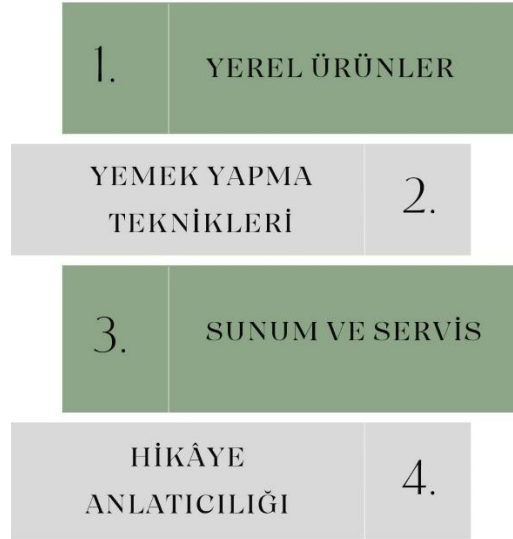 1. YEREL ÜRÜNLER
YEMEK YAPMA
TEKNİKLERİ
2.
3. SUNUM VE SERVİS
HİKÂYE
ANLATICILIĞI
4.